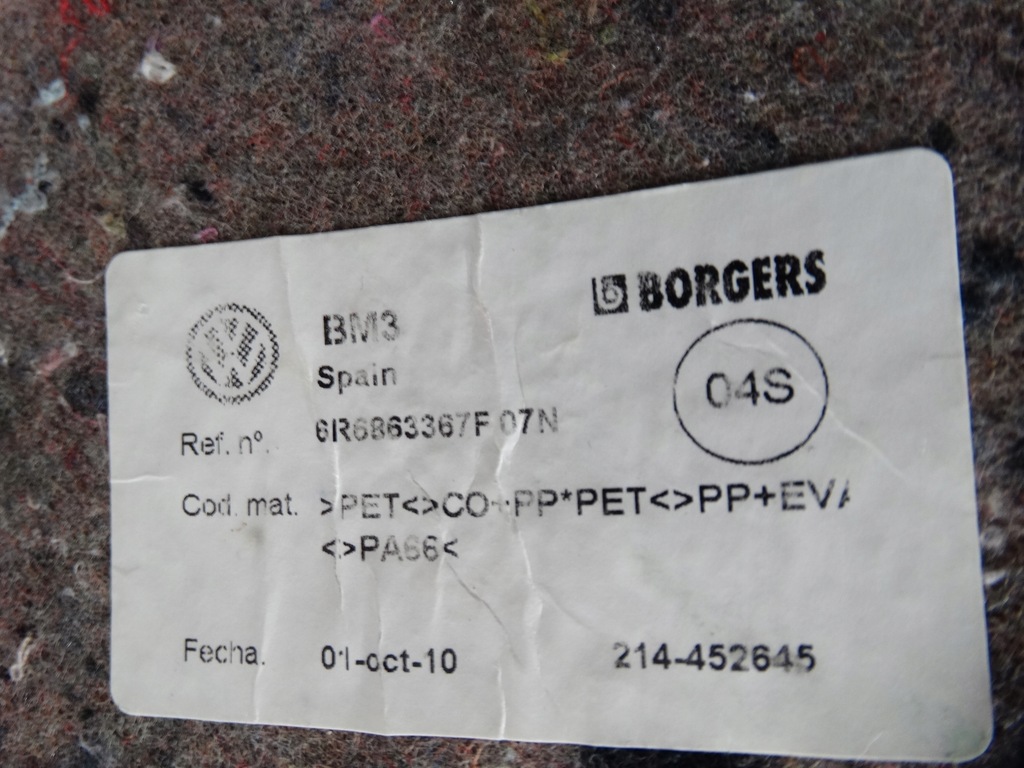 BORGERS
BM3
Spain
04S
Ref. nº. 6R6863367F 07N
Cod. mat. >PET<>CO+PP*PET<>PP+EVA
<>PA66<
Fecha. 01-oct-10 214-452645